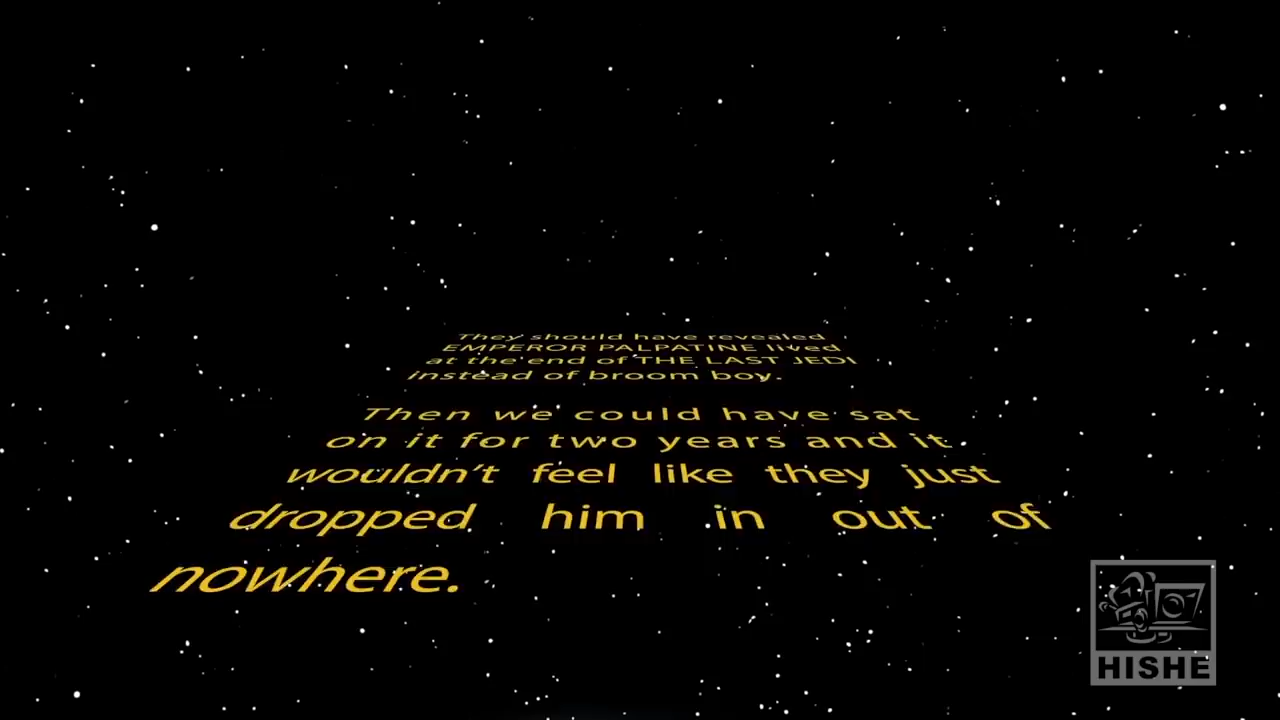 They should have revealed
EMPEROR PALPATINE lived
at the end of THE LAST JEDI
instead of broom boy.
Then we could have sat
on it for two years and it
wouldn't feel like they just
dropped him in out of
nowhere.
HISHE